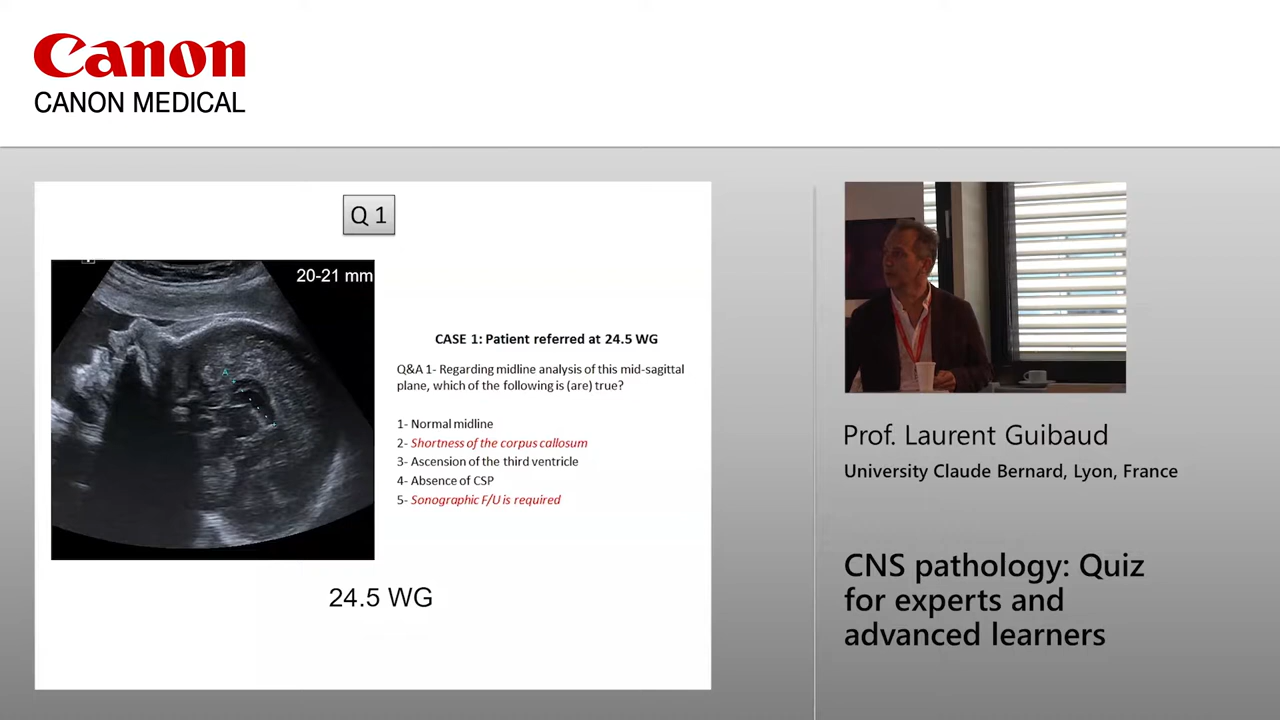 Canon
CANON MEDICAL
Q 1
20-21 mm
CASE 1: Patient referred at 24.5 WG
Q&A 1- Regarding midline analysis of this mid-sagittal
plane, which of the following is (are) true?
1- Normal midline
2- Shortness of the corpus callosum
3- Ascension of the third ventricle
4- Absence of CSP
5- Sonographic F/U is required
24.5 WG
Prof. Laurent Guibaud
University Claude Bernard, Lyon, France
CNS pathology: Quiz
for experts and
advanced learners